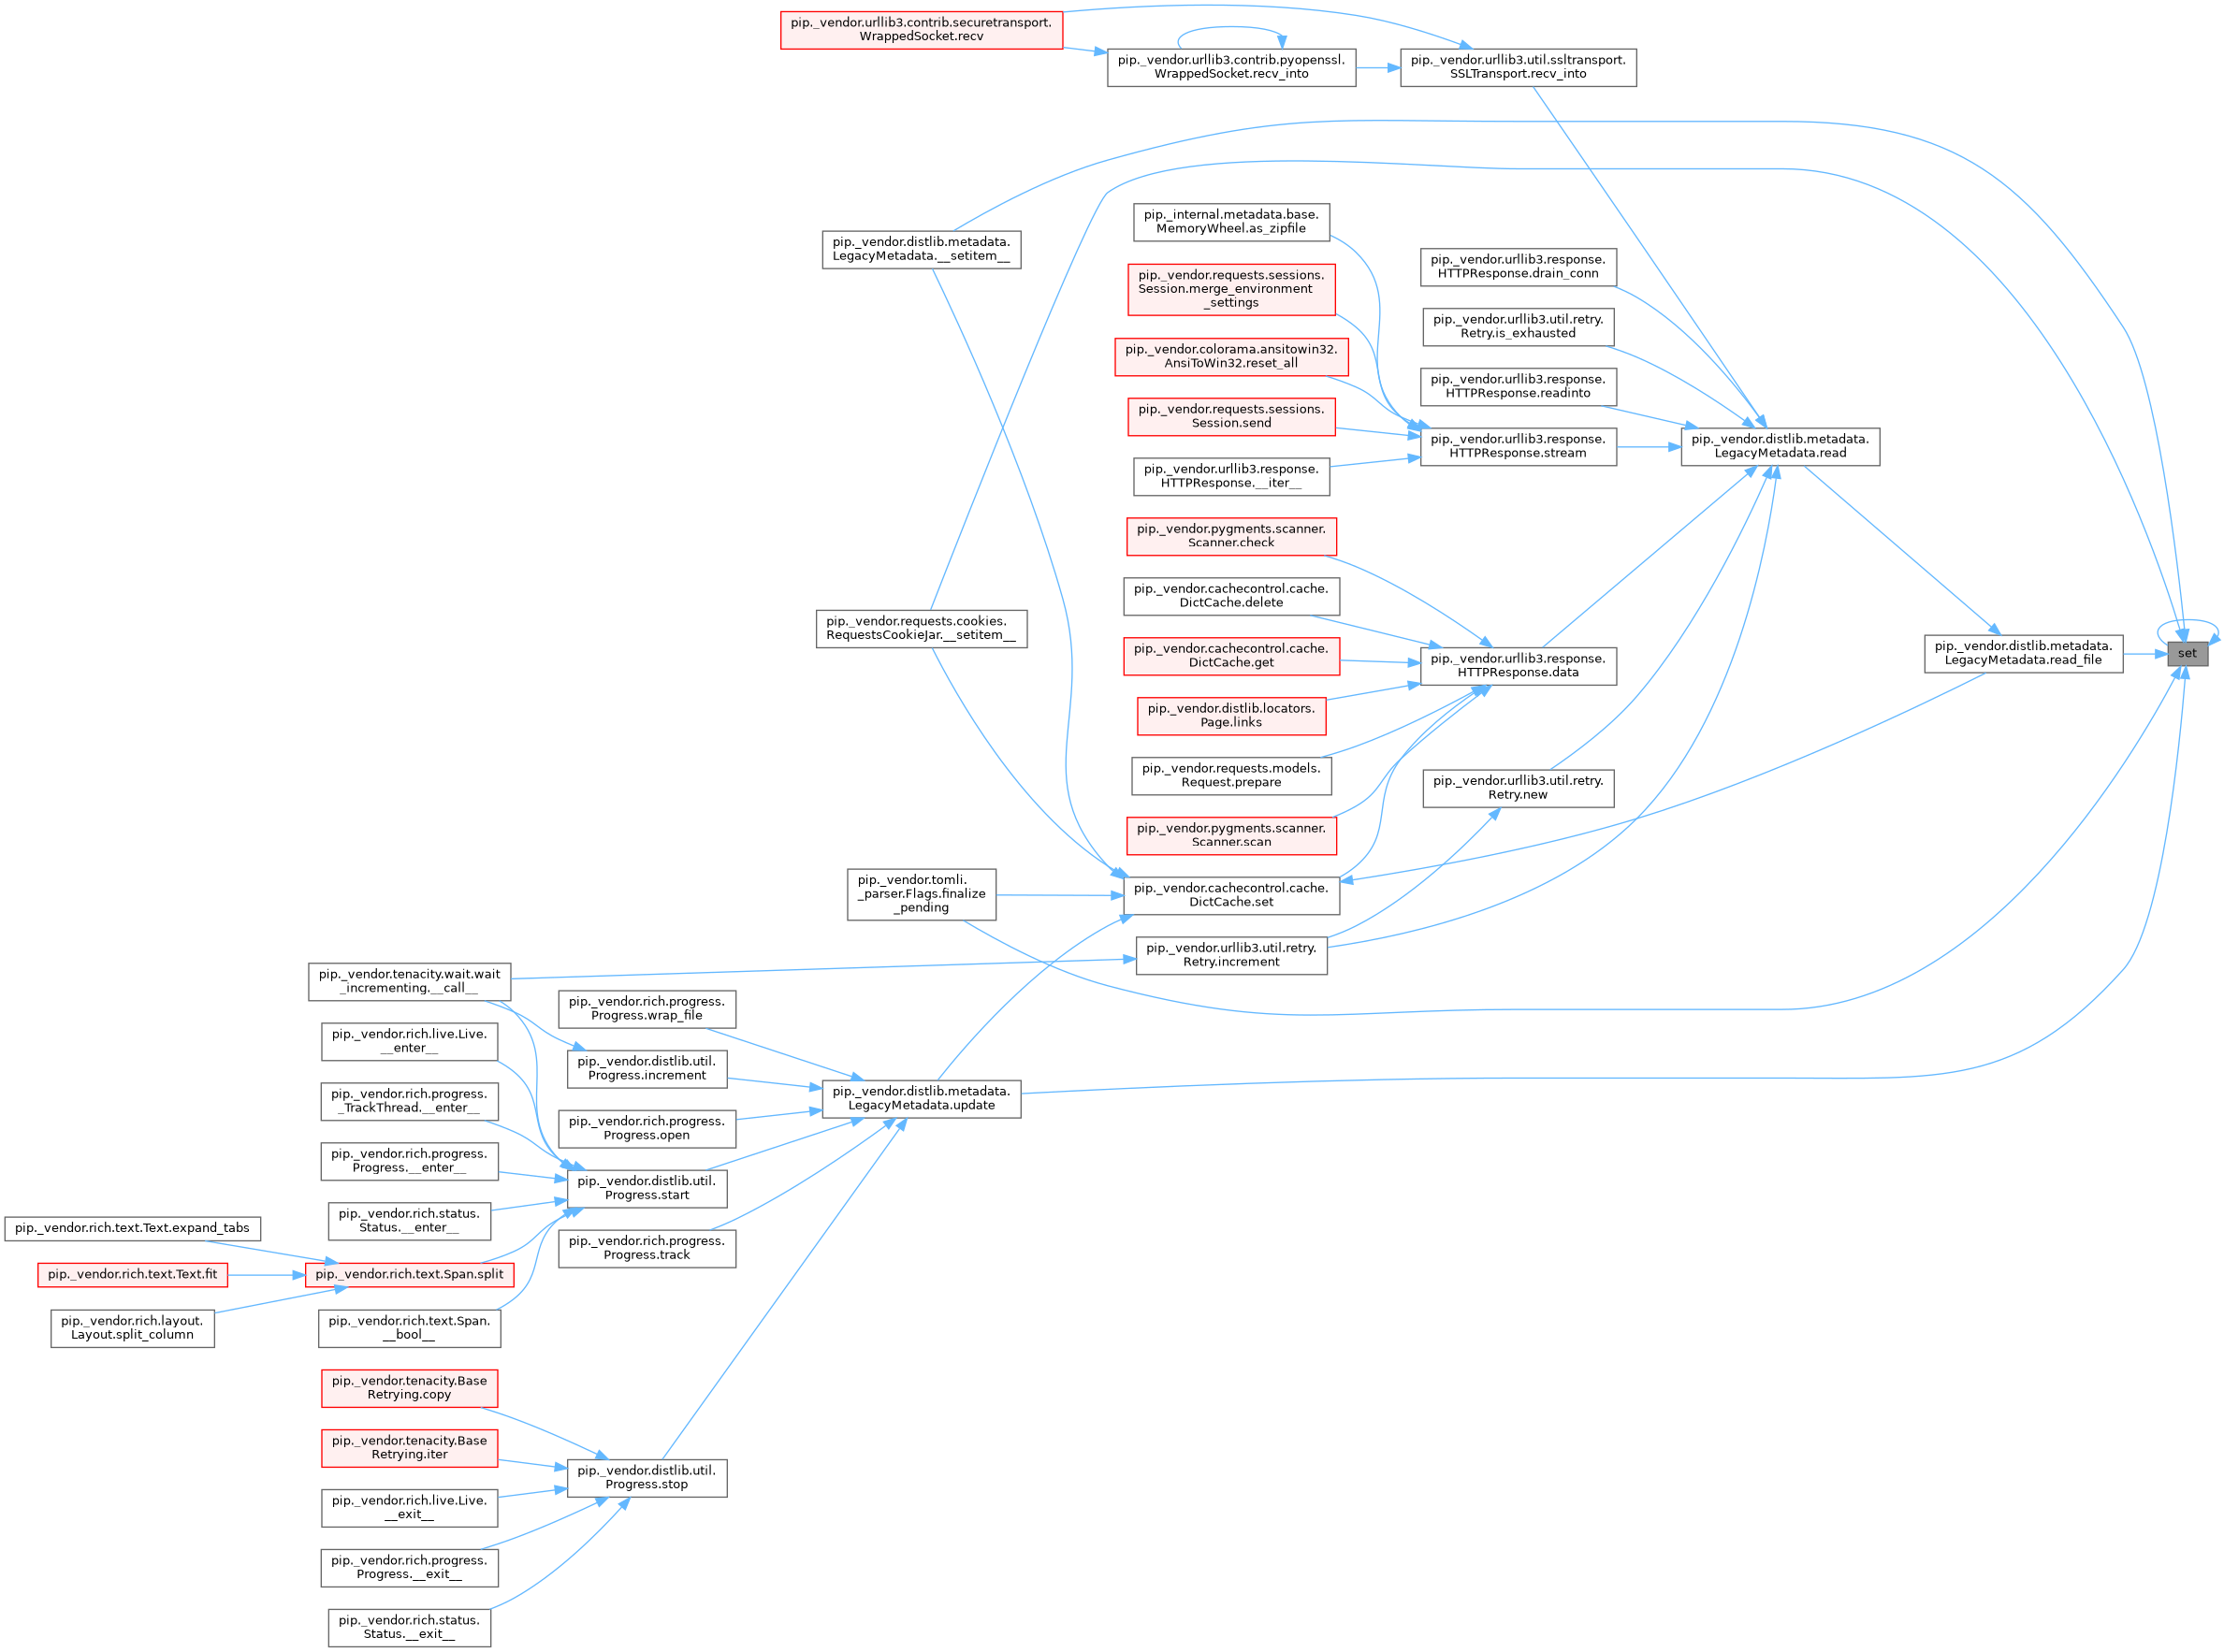 pip._vendor.urllib3.contrib.securetransport.
WrappedSocket.recv
pip._vendor.urllib3.contrib.pyopenssl.
WrappedSocket.recv_into
pip._vendor.urllib3.util.ssltransport.
SSLTransport.recv_into
pip._internal.metadata.base.
MemoryWheel.as_zipfile
pip._vendor.distlib.metadata.
LegacyMetadata.__setitem__
pip._vendor.urllib3.response.
HTTPResponse.drain_conn
pip._vendor.requests.sessions.
Session.merge_environment
_settings
pip._vendor.urllib3.util.retry.
Retry.is_exhausted
pip._vendor.colorama.ansitowin32.
AnsiToWin32.reset_all
pip._vendor.urllib3.response.
HTTPResponse.readinto
pip._vendor.requests.sessions.
Session.send
pip._vendor.urllib3.response.
HTTPResponse.stream
pip._vendor.distlib.metadata.
LegacyMetadata.read
pip._vendor.urllib3.response.
HTTPResponse.__iter__
pip._vendor.pygments.scanner.
Scanner.check
pip._vendor.cachecontrol.cache.
DictCache.delete
pip._vendor.requests.cookies.
RequestsCookieJar.__setitem__
pip._vendor.cachecontrol.cache.
DictCache.get
pip._vendor.urllib3.response.
HTTPResponse.data
pip._vendor.distlib.metadata.
LegacyMetadata.read_file
set
pip._vendor.distlib.locators.
Page.links
pip._vendor.requests.models.
Request.prepare
pip._vendor.urllib3.util.retry.
Retry.new
pip._vendor.pygments.scanner.
Scanner.scan
pip._vendor.tomli.
_parser.Flags.finalize
_pending
pip._vendor.cachecontrol.cache.
DictCache.set
pip._vendor.urllib3.util.retry.
Retry.increment
pip._vendor.tenacity.wait.wait
_incrementing.__call__
pip._vendor.rich.progress.
Progress.wrap_file
pip._vendor.rich.live.Live.
__enter__
pip._vendor.distlib.util.
Progress.increment
pip._vendor.rich.progress.
_TrackThread.__enter__
pip._vendor.distlib.metadata.
LegacyMetadata.update
pip._vendor.rich.progress.
Progress.open
pip._vendor.rich.progress.
Progress.__enter__
pip._vendor.distlib.util.
Progress.start
pip._vendor.rich.status.
Status.__enter__
pip._vendor.rich.text.Text.expand_tabs
pip._vendor.rich.progress.
Progress.track
pip._vendor.rich.text.Text.fit
pip._vendor.rich.text.Span.split
pip._vendor.rich.layout.
Layout.split_column
pip._vendor.rich.text.Span.
__bool__
pip._vendor.tenacity.Base
Retrying.copy
pip._vendor.tenacity.Base
Retrying.iter
pip._vendor.distlib.util.
Progress.stop
pip._vendor.rich.live.Live.
__exit__
pip._vendor.rich.progress.
Progress.__exit__
pip._vendor.rich.status.
Status.__exit__